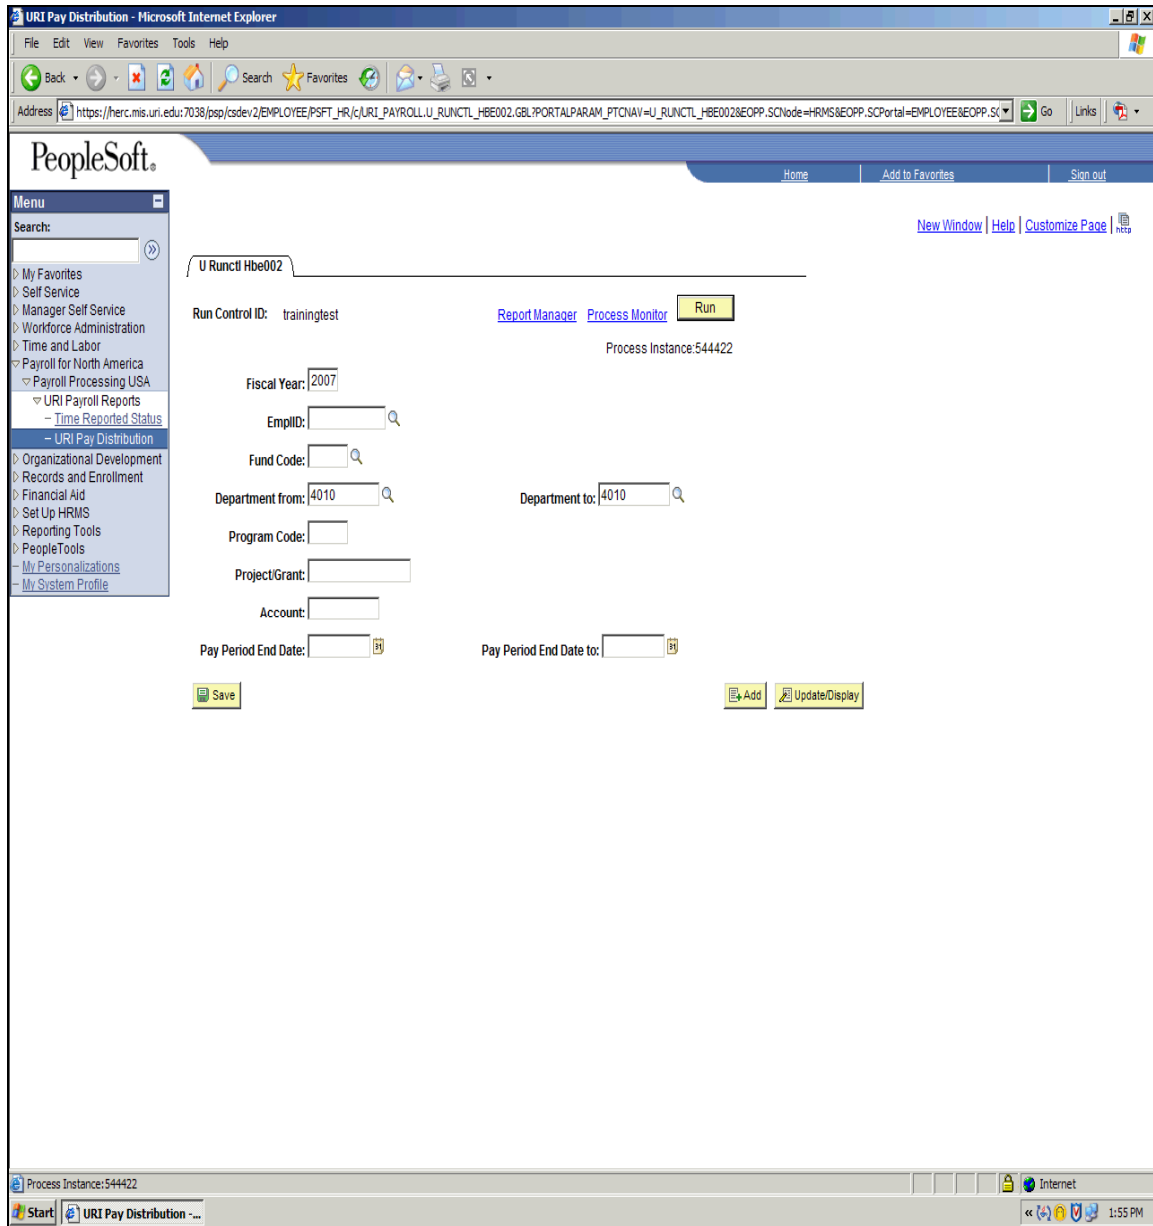 URI Pay Distribution - Microsoft Internet Explorer
File Edit View Favorites Tools Help
Back Search Favorites
Address https://herc.mis.uri.edu:7038/psp/csdev2/EMPLOYEE/PSFT_HR/c/URI_PAYROLL.U_RUNCTL_HBE002.GBL?PORTALPARAM_PTCNAV=U_RUNCTL_HBE002&EOPP.SCNode=HRMS&EOPP.SCPortal=EMPLOYEE&EOPP.SC Go Links
PeopleSoft.
Home Add to Favorites Sign out
Menu
New Window | Help | Customize Page | http
Search:
My Favorites
Self Service
Manager Self Service
Workforce Administration
Time and Labor
Payroll for North America
Payroll Processing USA
URI Payroll Reports
– Time Reported Status
– URI Pay Distribution
Organizational Development
Records and Enrollment
Financial Aid
Set Up HRMS
Reporting Tools
PeopleTools
– My Personalizations
– My System Profile
U Runctl Hbe002
Run Control ID: trainingtest Report Manager Process Monitor Run
Process Instance:544422
Fiscal Year: 2007
EmplID:
Fund Code:
Department from: 4010 Department to: 4010
Program Code:
Project/Grant:
Account:
Pay Period End Date: 31 Pay Period End Date to: 31
Save Add Update/Display
Process Instance:544422 Internet
Start URI Pay Distribution -... « 1:55 PM